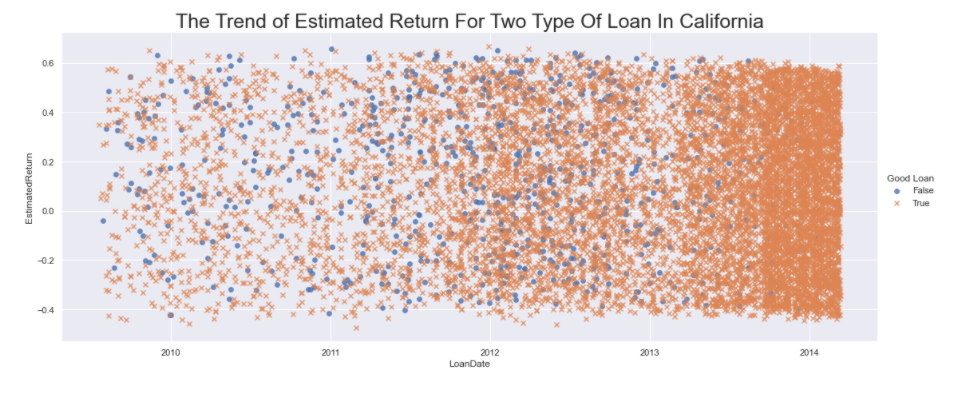 The Trend of Estimated Return For Two Type Of Loan In California
0.6
0.4
0.2
0.0
−0.2
−0.4
EstimatedReturn
2010 2011 2012 2013 2014
LoanDate
Good Loan
False
True